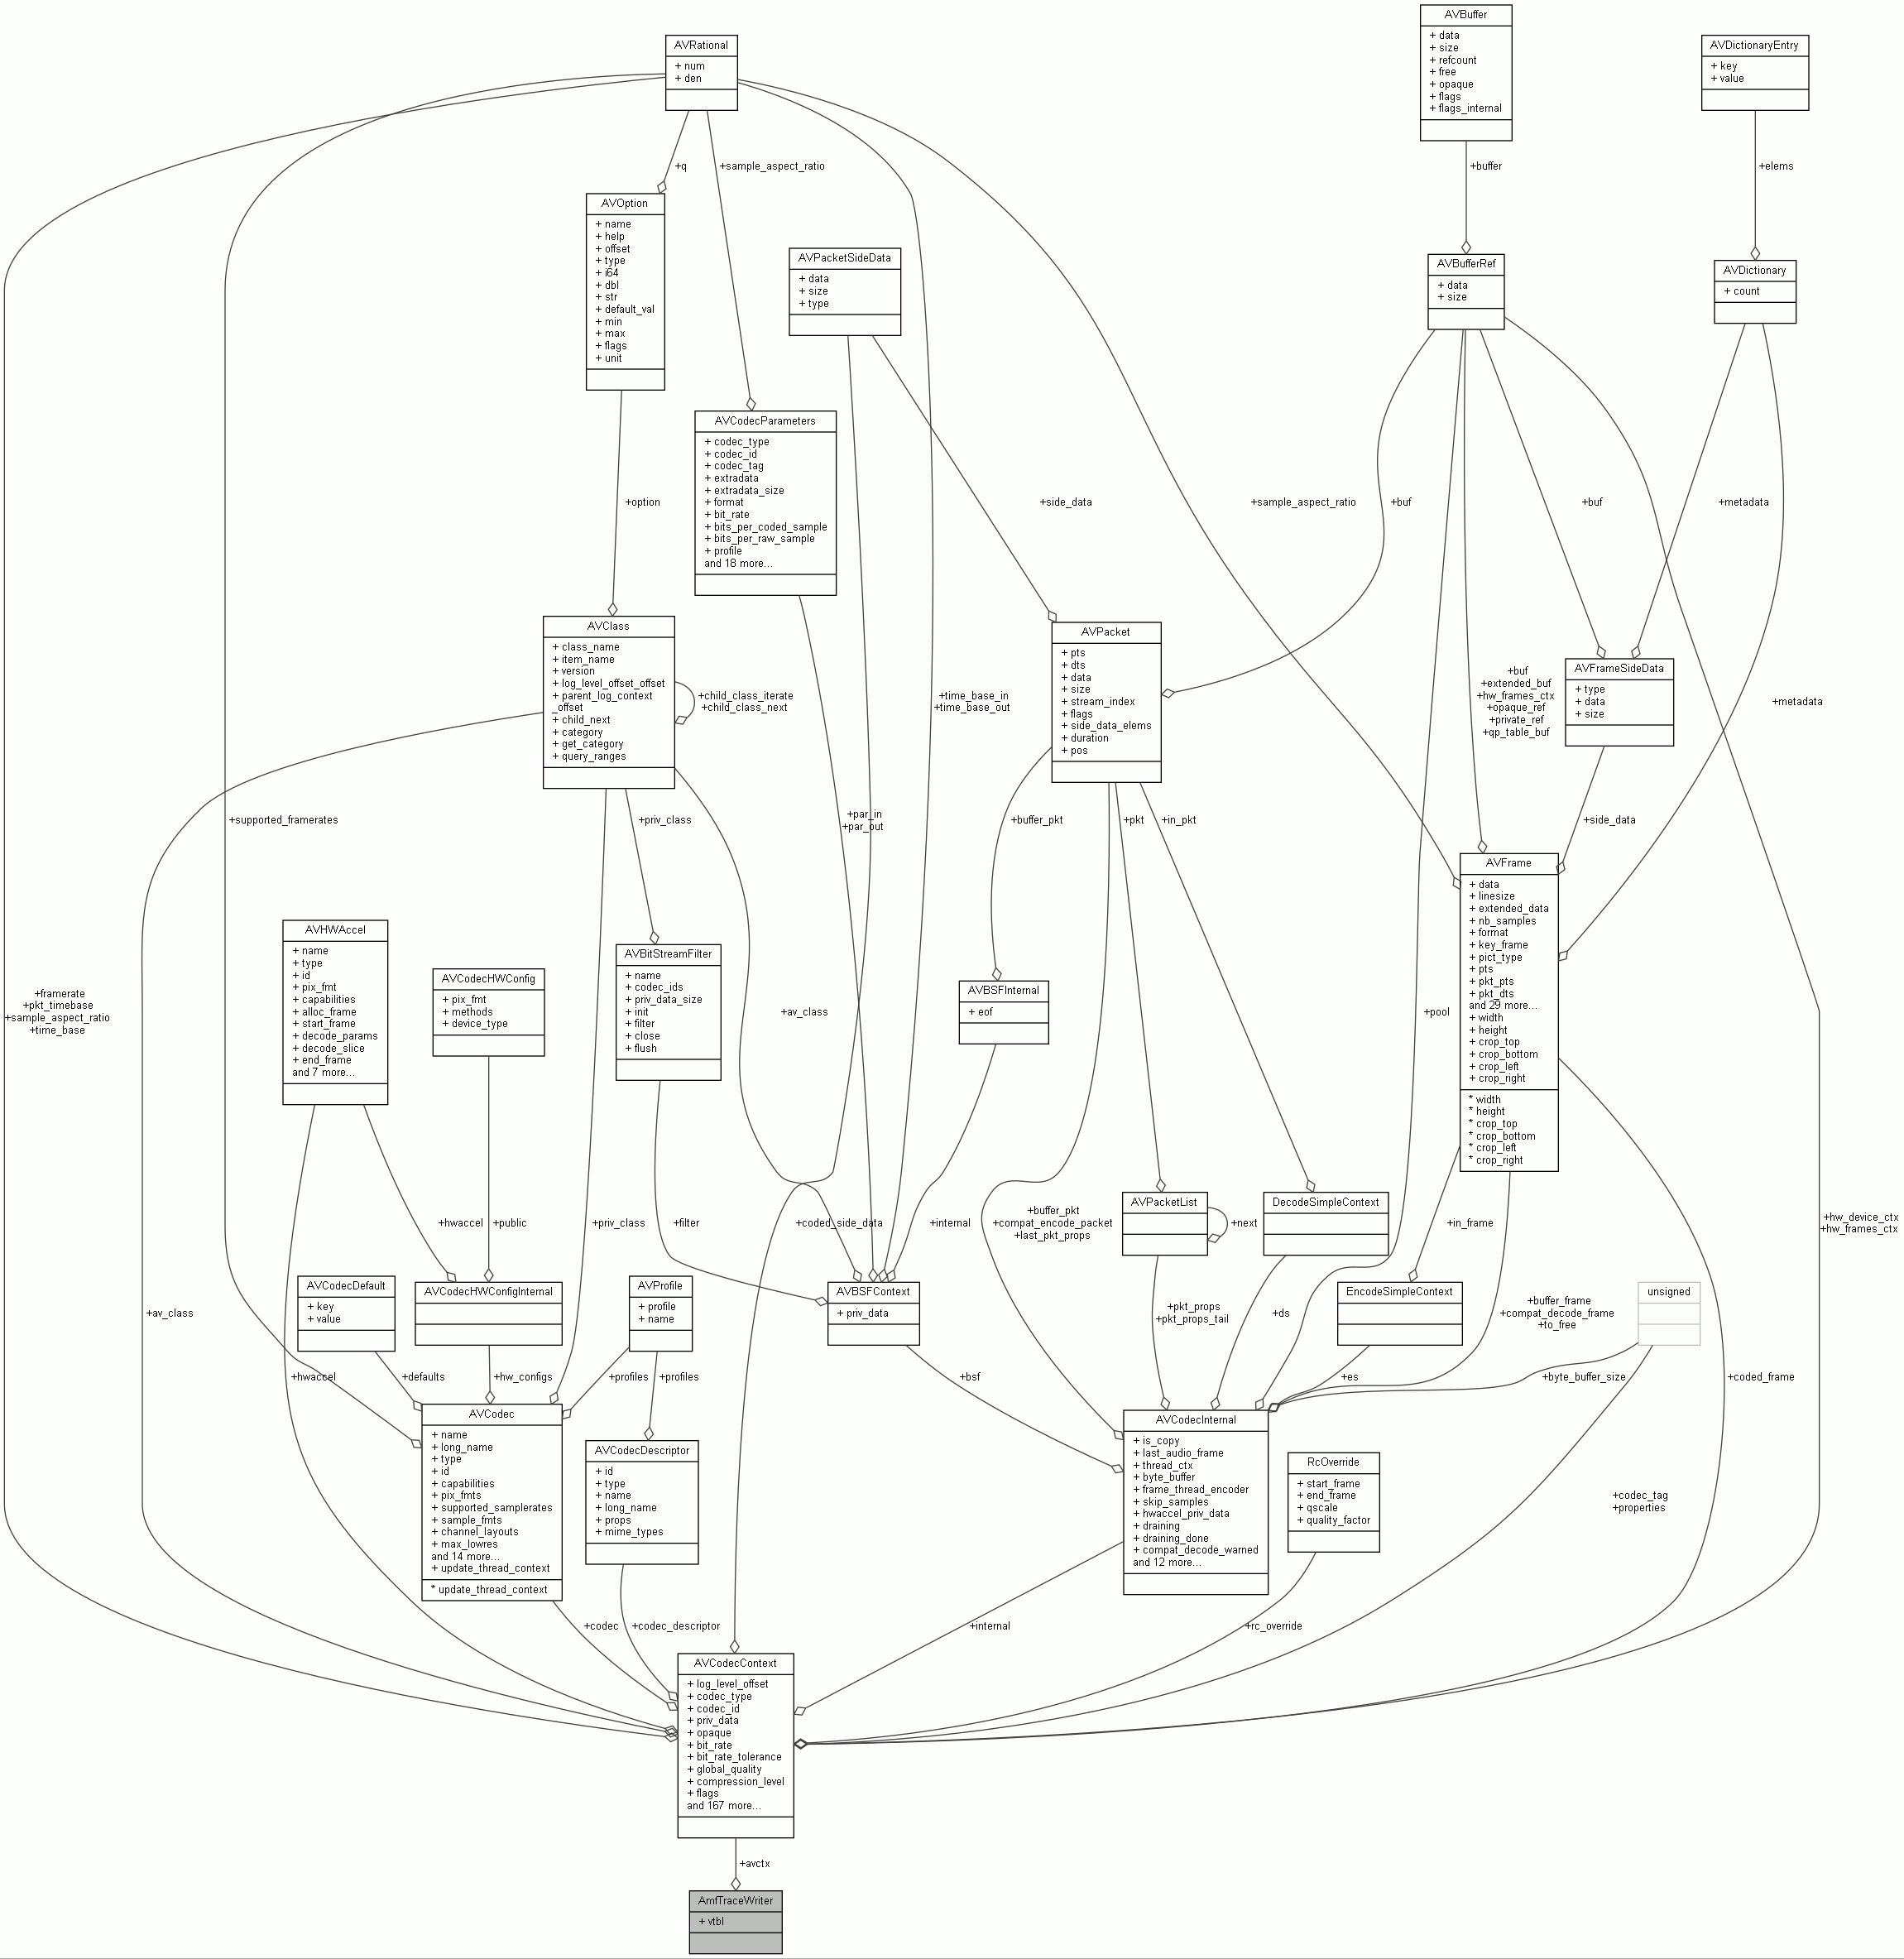 AVBuffer
+ data
+ size
+ refcount
+ free
+ opaque
+ flags
+ flags_internal
AVRational
+ num
+ den
AVDictionaryEntry
+ key
+ value
+q
+sample_aspect_ratio
+buffer
+elems
AVOption
+ name
+ help
+ offset
+ type
+ i64
+ dbl
+ str
+ default_val
+ min
+ max
+ flags
+ unit
AVPacketSideData
+ data
+ size
+ type
AVBufferRef
+ data
+ size
AVDictionary
+ count
AVCodecParameters
+ codec_type
+ codec_id
+ codec_tag
+ extradata
+ extradata_size
+ format
+ bit_rate
+ bits_per_coded_sample
+ bits_per_raw_sample
+ profile
and 18 more...
+option
+side_data
+sample_aspect_ratio
+buf
+buf
+metadata
AVClass
+ class_name
+ item_name
+ version
+ log_level_offset_offset
+ parent_log_context
_offset
+ child_next
+ category
+ get_category
+ query_ranges
+child_class_iterate
+child_class_next
+time_base_in
+time_base_out
AVPacket
+ pts
+ dts
+ data
+ size
+ stream_index
+ flags
+ side_data_elems
+ duration
+ pos
+buf
+extended_buf
+hw_frames_ctx
+opaque_ref
+private_ref
+qp_table_buf
AVFrameSideData
+ type
+ data
+ size
+metadata
+supported_framerates
+priv_class
+par_in
+par_out
+buffer_pkt
+pkt
+in_pkt
+side_data
AVFrame
+ data
+ linesize
+ extended_data
+ nb_samples
+ format
+ key_frame
+ pict_type
+ pts
+ pkt_pts
+ pkt_dts
and 29 more...
+ width
+ height
+ crop_top
+ crop_bottom
+ crop_left
+ crop_right
* width
* height
* crop_top
* crop_bottom
* crop_left
* crop_right
AVHWAccel
+ name
+ type
+ id
+ pix_fmt
+ capabilities
+ alloc_frame
+ start_frame
+ decode_params
+ decode_slice
+ end_frame
and 7 more...
AVCodecHWConfig
+ pix_fmt
+ methods
+ device_type
AVBitStreamFilter
+ name
+ codec_ids
+ priv_data_size
+ init
+ filter
+ close
+ flush
AVBSFInternal
+ eof
+framerate
+pkt_timebase
+sample_aspect_ratio
+time_base
+av_class
+pool
+hwaccel
+public
+priv_class
+filter
+coded_side_data
+internal
+buffer_pkt
+compat_encode_packet
+last_pkt_props
AVPacketList
+next
DecodeSimpleContext
+in_frame
+hw_device_ctx
+hw_frames_ctx
AVCodecDefault
+ key
+ value
AVCodecHWConfigInternal
AVProfile
+ profile
+ name
AVBSFContext
+ priv_data
+pkt_props
+pkt_props_tail
+ds
EncodeSimpleContext
+buffer_frame
+compat_decode_frame
+to_free
unsigned
+av_class
+hwaccel
+defaults
+hw_configs
+profiles
+profiles
+bsf
+es
+byte_buffer_size
+coded_frame
AVCodec
+ name
+ long_name
+ type
+ id
+ capabilities
+ pix_fmts
+ supported_samplerates
+ sample_fmts
+ channel_layouts
+ max_lowres
and 14 more...
+ update_thread_context
* update_thread_context
AVCodecDescriptor
+ id
+ type
+ name
+ long_name
+ props
+ mime_types
AVCodecInternal
+ is_copy
+ last_audio_frame
+ thread_ctx
+ byte_buffer
+ frame_thread_encoder
+ skip_samples
+ hwaccel_priv_data
+ draining
+ draining_done
+ compat_decode_warned
and 12 more...
RcOverride
+ start_frame
+ end_frame
+ qscale
+ quality_factor
+codec_tag
+properties
+codec
+codec_descriptor
+internal
+rc_override
AVCodecContext
+ log_level_offset
+ codec_type
+ codec_id
+ priv_data
+ opaque
+ bit_rate
+ bit_rate_tolerance
+ global_quality
+ compression_level
+ flags
and 167 more...
+avctx
AmfTraceWriter
+ vtbl